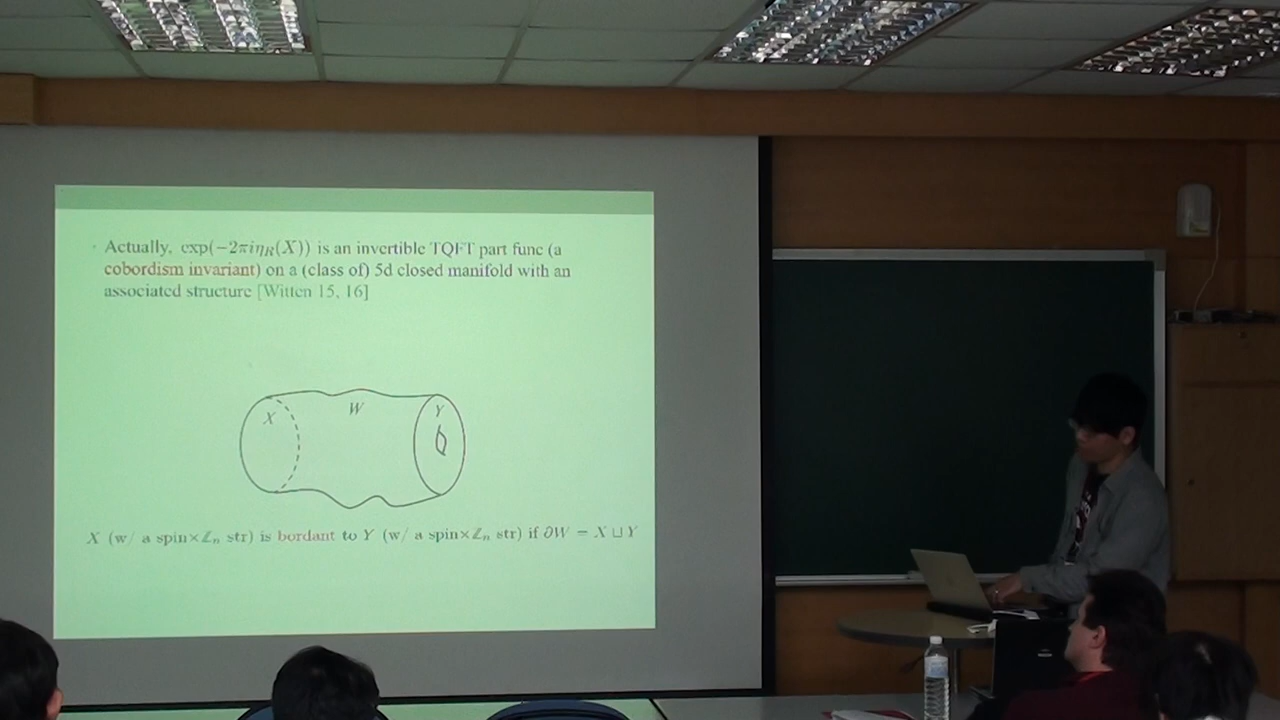 Actually, exp(−2πiη_R(X)) is an invertible TQFT part func (a
cobordism invariant) on a (class of) 5d closed manifold with an
associated structure [Witten 15, 16]
X W Y
X (w/ a spin×ℤ_n str) is bordant to Y (w/ a spin×ℤ_n str) if ∂W = X ⊔ Y